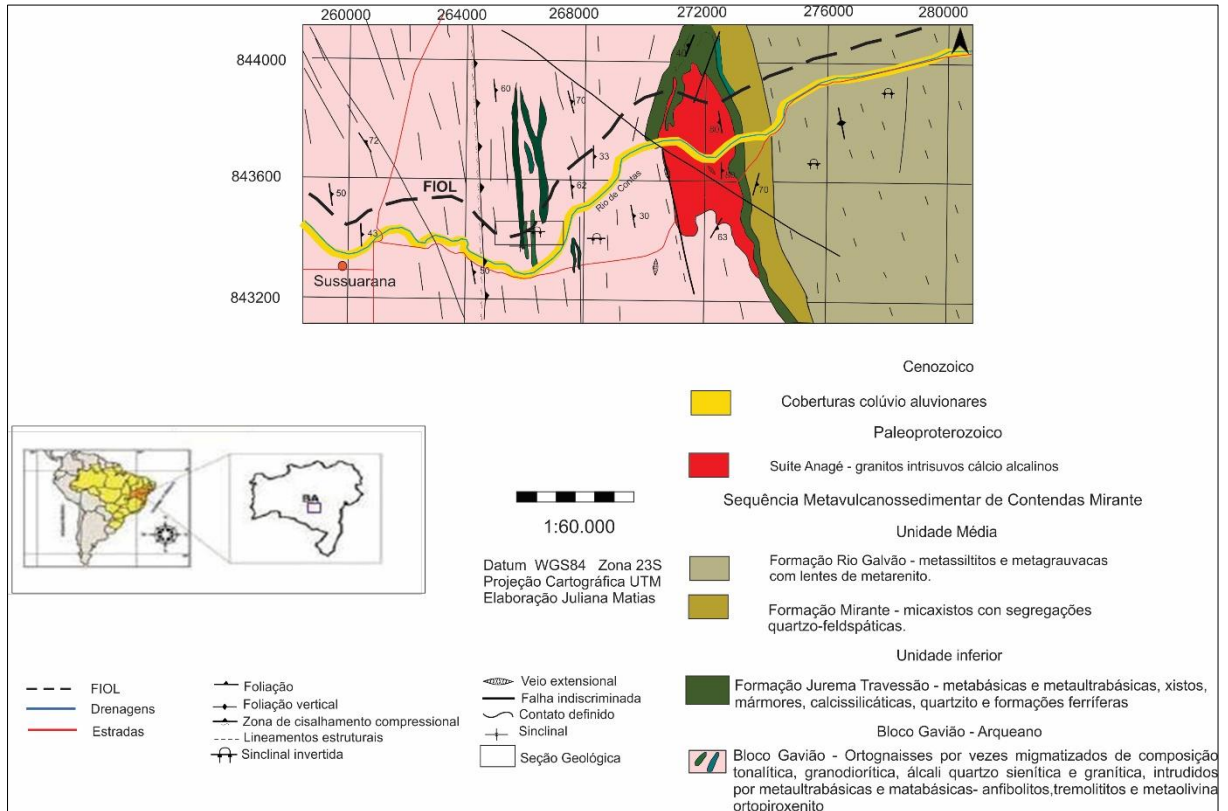 260000 264000 268000 272000 276000 280000
844000
843600
843200
60
70
40
72
33
50
FIOL
62
Rio de Contas
80
70
30
43
63
50
Sussuarana
Cenozoico
Coberturas colúvio aluvionares
Paleoproterozoico
Suíte Anagé - granitos intrisuvos cálcio alcalinos
Sequência Metavulcanossedimentar de Contendas Mirante
Unidade Média
Formação Rio Galvão - metassiltitos e metagrauvacas
com lentes de metarenito.
Formação Mirante - micaxistos con segregações
quartzo-feldspáticas.
Unidade inferior
Formação Jurema Travessão - metabásicas e metaultrabásicas, xistos,
mármores, calcissilicáticas, quartzito e formações ferríferas
Bloco Gavião - Arqueano
Bloco Gavião - Ortognaisses por vezes migmatizados de composição
tonalítica, granodiorítica, álcali quartzo sienítica e granítica, intrudidos
por metaultrabásicas e matabásicas- anfibolitos,tremolititos e metaolivina
ortopiroxenito
BA
1:60.000
Datum WGS84 Zona 23S
Projeção Cartográfica UTM
Elaboração Juliana Matias
FIOL
Drenagens
Estradas
Foliação
Foliação vertical
Zona de cisalhamento compressional
Lineamentos estruturais
Sinclinal invertida
Veio extensional
Falha indiscriminada
Contato definido
Sinclinal
Seção Geológica